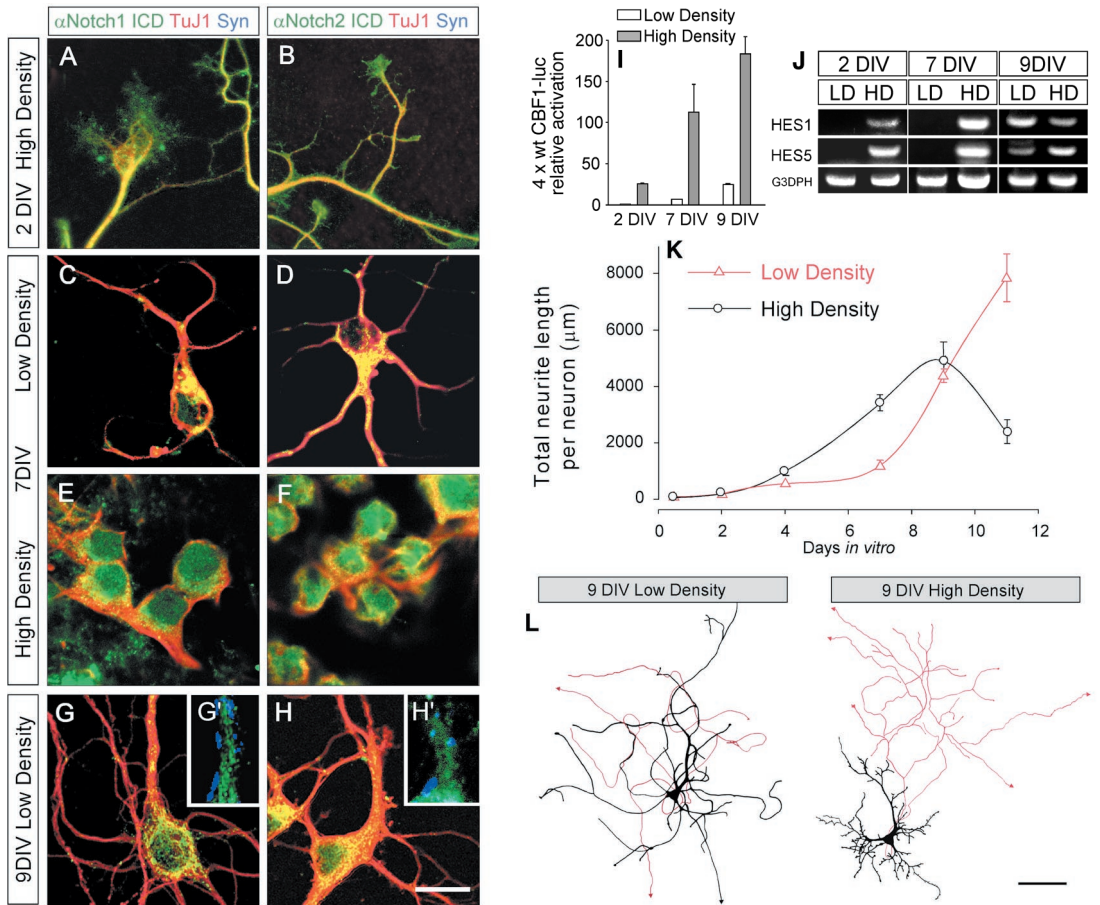 αNotch1 ICD TuJ1 Syn
αNotch2 ICD TuJ1 Syn
2 DIV High Density
A
B
7DIV
Low Density
C
D
High Density
E
F
9DIV Low Density
G
G'
H
H'
I
Low Density
High Density
4 x wt CBF1-luc
relative activation
200
150
100
50
0
2 DIV 7 DIV 9 DIV
J
2 DIV 7 DIV 9DIV
LD HD LD HD LD HD
HES1
HES5
G3DPH
K
Low Density
High Density
Total neurite length
per neuron (μm)
8000
6000
4000
2000
0
0 2 4 6 8 10 12
Days in vitro
L
9 DIV Low Density
9 DIV High Density